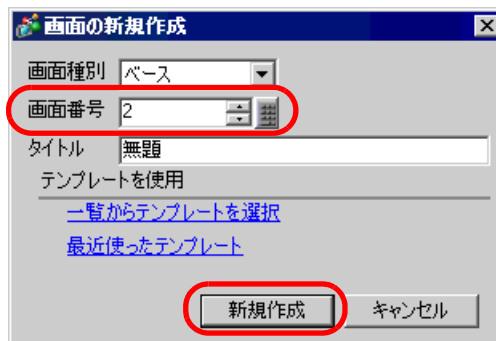 画面の新規作成
画面種別 ベース
画面番号 2
タイトル 無題
テンプレートを使用
一覧からテンプレートを選択
最近使ったテンプレート
新規作成 キャンセル